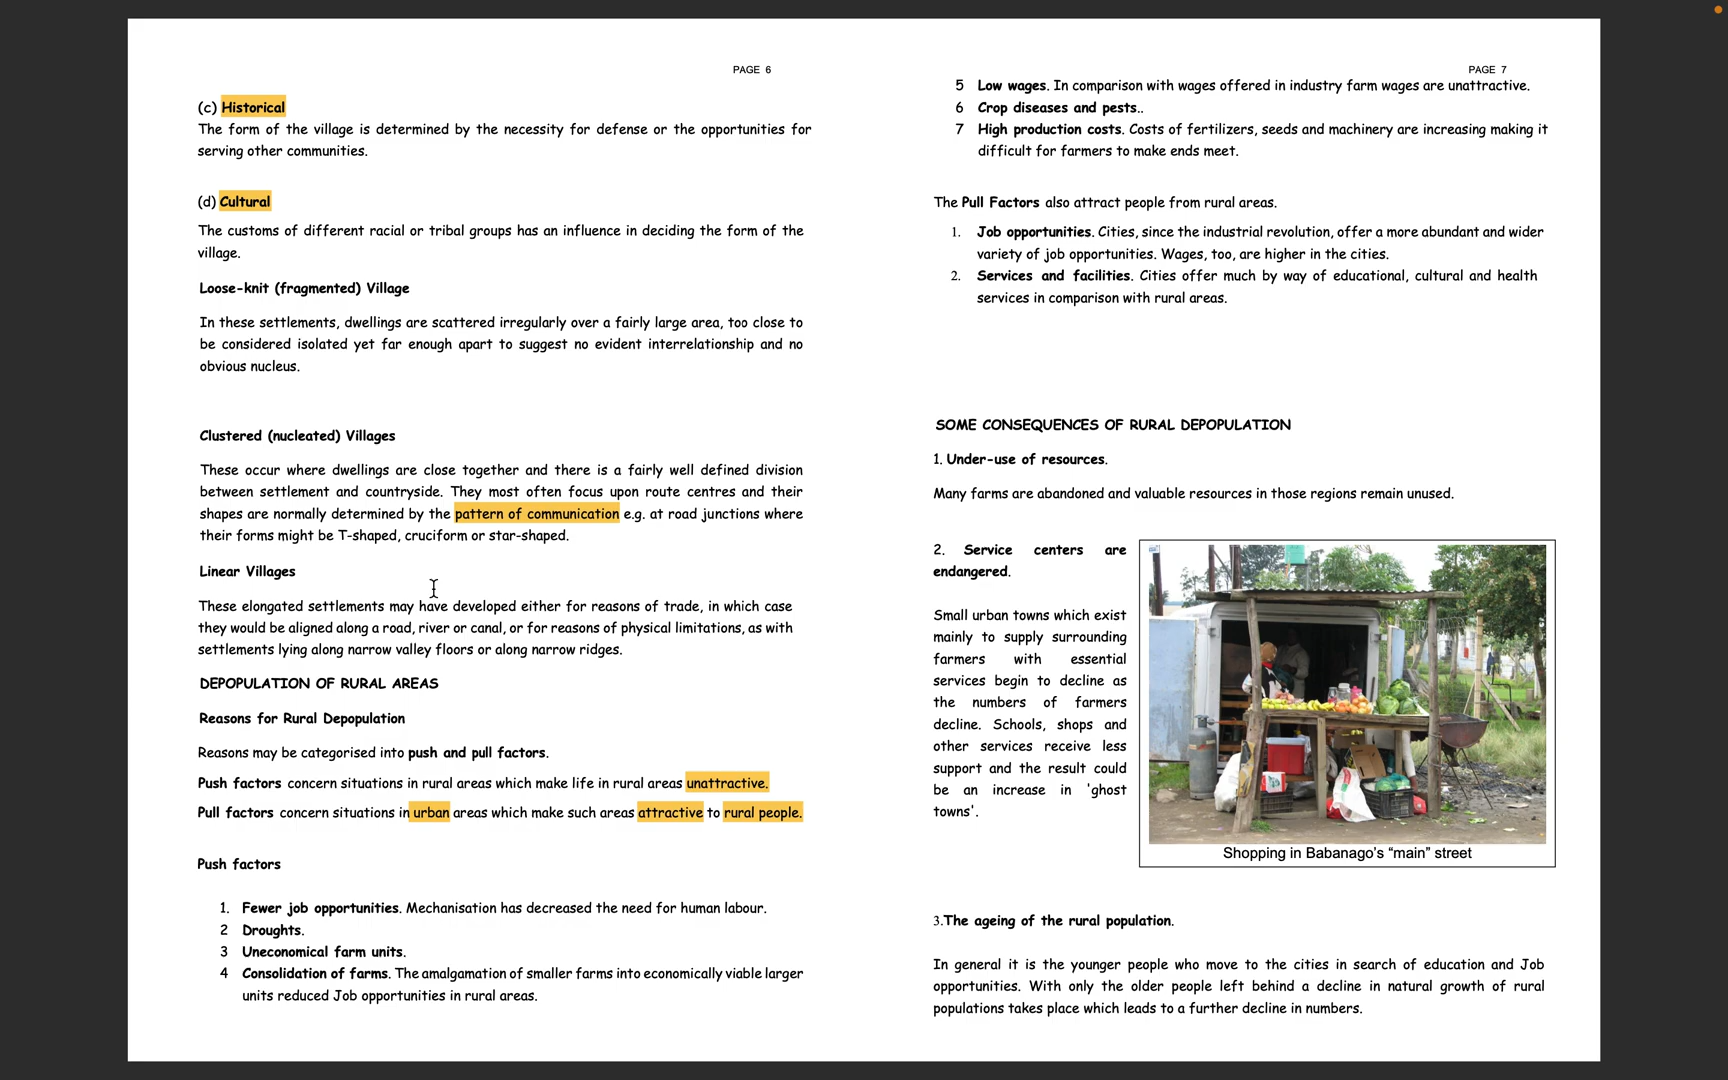 PAGE 6
(c) Historical
The form of the village is determined by the necessity for defense or the opportunities for
serving other communities.
(d) Cultural
The customs of different racial or tribal groups has an influence in deciding the form of the
village.
Loose-knit (fragmented) Village
In these settlements, dwellings are scattered irregularly over a fairly large area, too close to
be considered isolated yet far enough apart to suggest no evident interrelationship and no
obvious nucleus.
Clustered (nucleated) Villages
These occur where dwellings are close together and there is a fairly well defined division
between settlement and countryside. They most often focus upon route centres and their
shapes are normally determined by the pattern of communication e.g. at road junctions where
their forms might be T-shaped, cruciform or star-shaped.
Linear Villages
These elongated settlements may have developed either for reasons of trade, in which case
they would be aligned along a road, river or canal, or for reasons of physical limitations, as with
settlements lying along narrow valley floors or along narrow ridges.
DEPOPULATION OF RURAL AREAS
Reasons for Rural Depopulation
Reasons may be categorised into push and pull factors.
Push factors concern situations in rural areas which make life in rural areas unattractive.
Pull factors concern situations in urban areas which make such areas attractive to rural people.
Push factors
1. Fewer job opportunities. Mechanisation has decreased the need for human labour.
2 Droughts.
3 Uneconomical farm units.
4 Consolidation of farms. The amalgamation of smaller farms into economically viable larger
units reduced Job opportunities in rural areas.
PAGE 7
5 Low wages. In comparison with wages offered in industry farm wages are unattractive.
6 Crop diseases and pests..
7 High production costs. Costs of fertilizers, seeds and machinery are increasing making it
difficult for farmers to make ends meet.
The Pull Factors also attract people from rural areas.
1. Job opportunities. Cities, since the industrial revolution, offer a more abundant and wider
variety of job opportunities. Wages, too, are higher in the cities.
2. Services and facilities. Cities offer much by way of educational, cultural and health
services in comparison with rural areas.
SOME CONSEQUENCES OF RURAL DEPOPULATION
1. Under-use of resources.
Many farms are abandoned and valuable resources in those regions remain unused.
2. Service centers are
endangered.
Small urban towns which exist
mainly to supply surrounding
farmers with essential
services begin to decline as
the numbers of farmers
decline. Schools, shops and
other services receive less
support and the result could
be an increase in 'ghost
towns'.
Shopping in Babanago's “main” street
3.The ageing of the rural population.
In general it is the younger people who move to the cities in search of education and Job
opportunities. With only the older people left behind a decline in natural growth of rural
populations takes place which leads to a further decline in numbers.